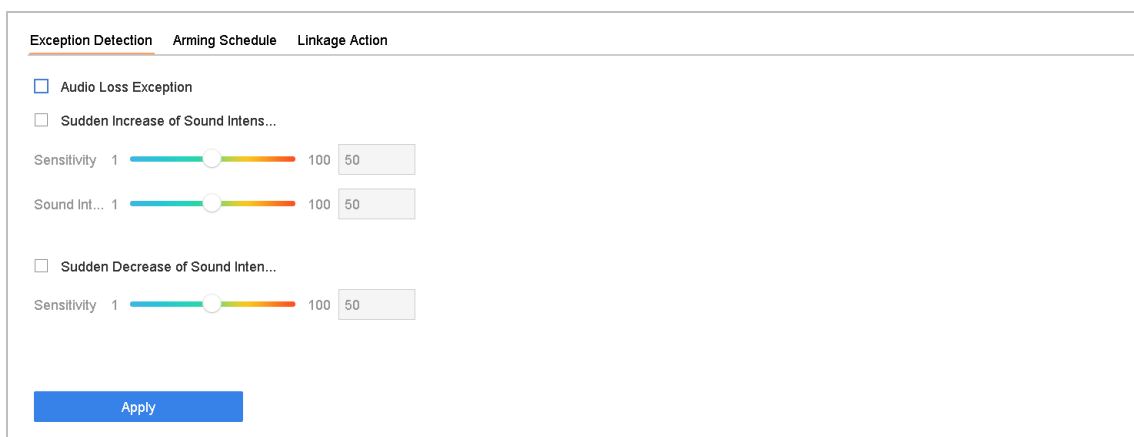 Exception Detection Arming Schedule Linkage Action
Audio Loss Exception
Sudden Increase of Sound Intens...
Sensitivity 1 100 50
Sound Int... 1 100 50
Sudden Decrease of Sound Inten...
Sensitivity 1 100 50
Apply